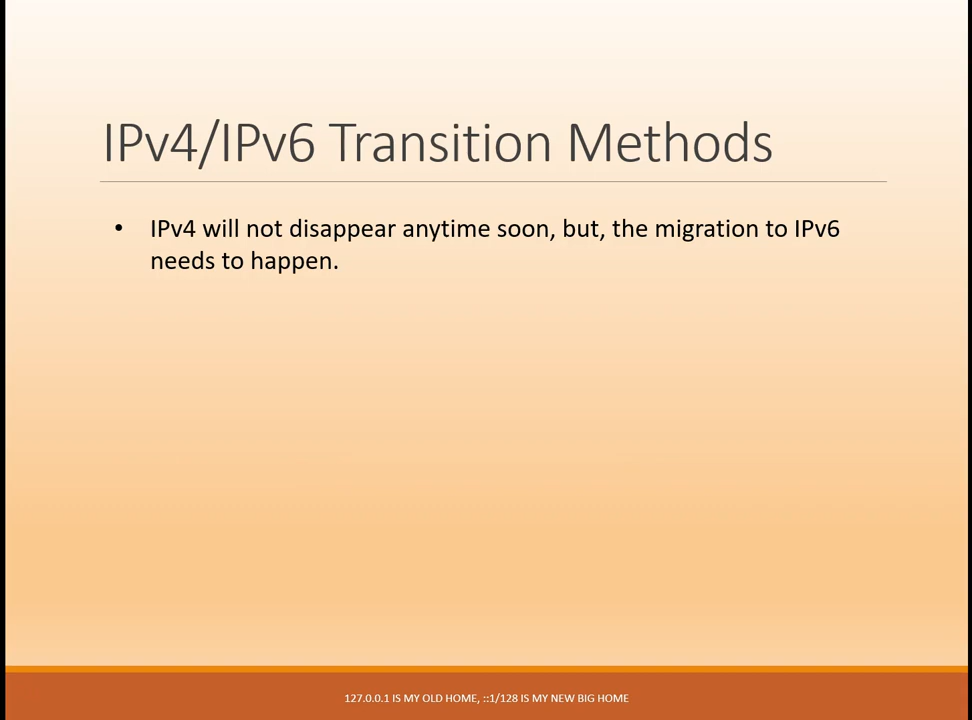 IPv4/IPv6 Transition Methods
• IPv4 will not disappear anytime soon, but, the migration to IPv6
needs to happen.
127.0.0.1 IS MY OLD HOME, ::1/128 IS MY NEW BIG HOME